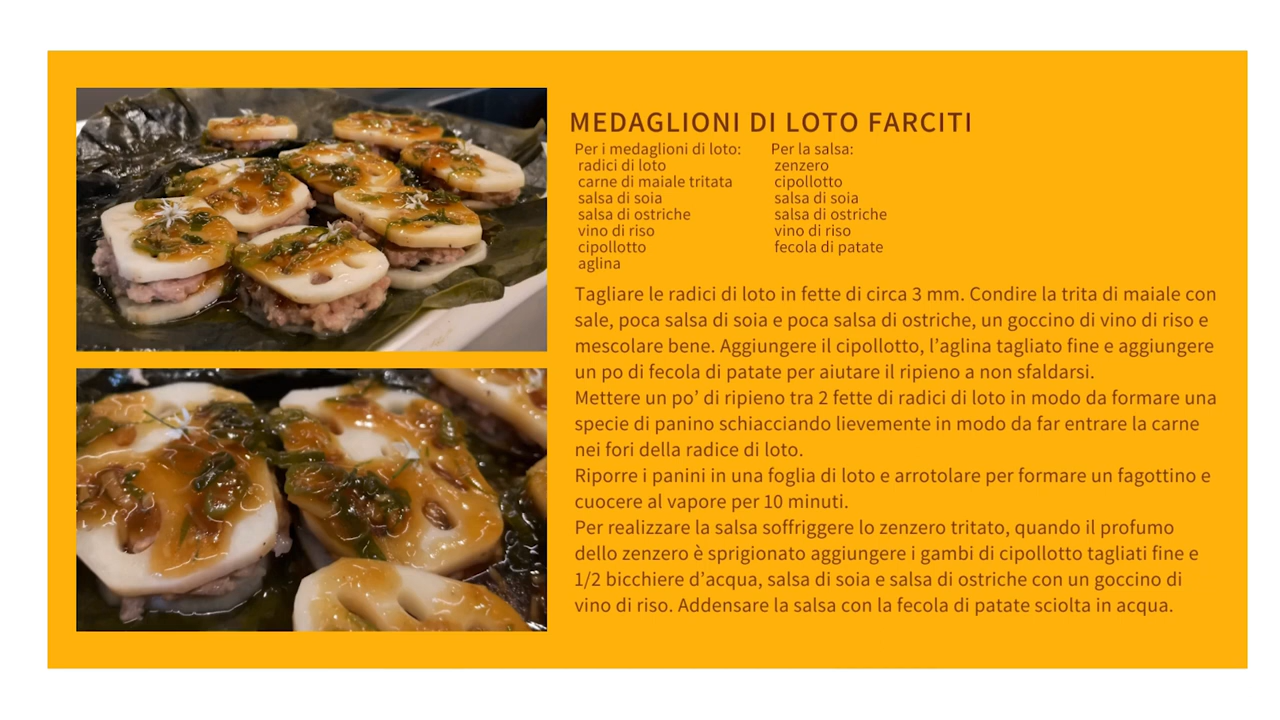 MEDAGLIONI DI LOTO FARCITI
Per i medaglioni di loto:
radici di loto
carne di maiale tritata
salsa di soia
salsa di ostriche
vino di riso
cipollotto
aglina
Per la salsa:
zenzero
cipollotto
salsa di soia
salsa di ostriche
vino di riso
fecola di patate
Tagliare le radici di loto in fette di circa 3 mm. Condire la trita di maiale con
sale, poca salsa di soia e poca salsa di ostriche, un goccino di vino di riso e
mescolare bene. Aggiungere il cipollotto, l’aglina tagliato fine e aggiungere
un po di fecola di patate per aiutare il ripieno a non sfaldarsi.
Mettere un po’ di ripieno tra 2 fette di radici di loto in modo da formare una
specie di panino schiacciando lievemente in modo da far entrare la carne
nei fori della radice di loto.
Riporre i panini in una foglia di loto e arrotolare per formare un fagottino e
cuocere al vapore per 10 minuti.
Per realizzare la salsa soffriggere lo zenzero tritato, quando il profumo
dello zenzero è sprigionato aggiungere i gambi di cipollotto tagliati fine e
1/2 bicchiere d’acqua, salsa di soia e salsa di ostriche con un goccino di
vino di riso. Addensare la salsa con la fecola di patate sciolta in acqua.